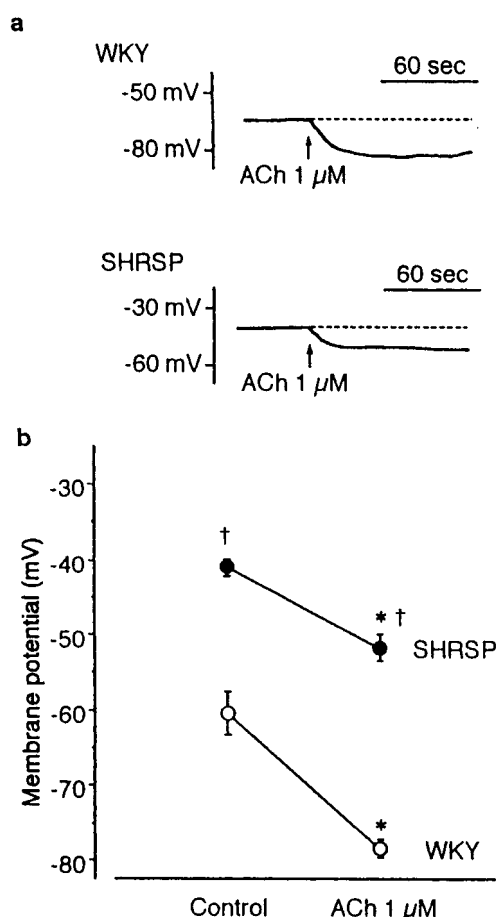 a
WKY
60 sec
-50 mV
-80 mV
ACh 1 µM
SHRSP
60 sec
-30 mV
-60 mV
ACh 1 µM
b
Membrane potential (mV)
-30
-40
-50
-60
-70
-80
†
* †
SHRSP
*
WKY
Control
ACh 1 µM